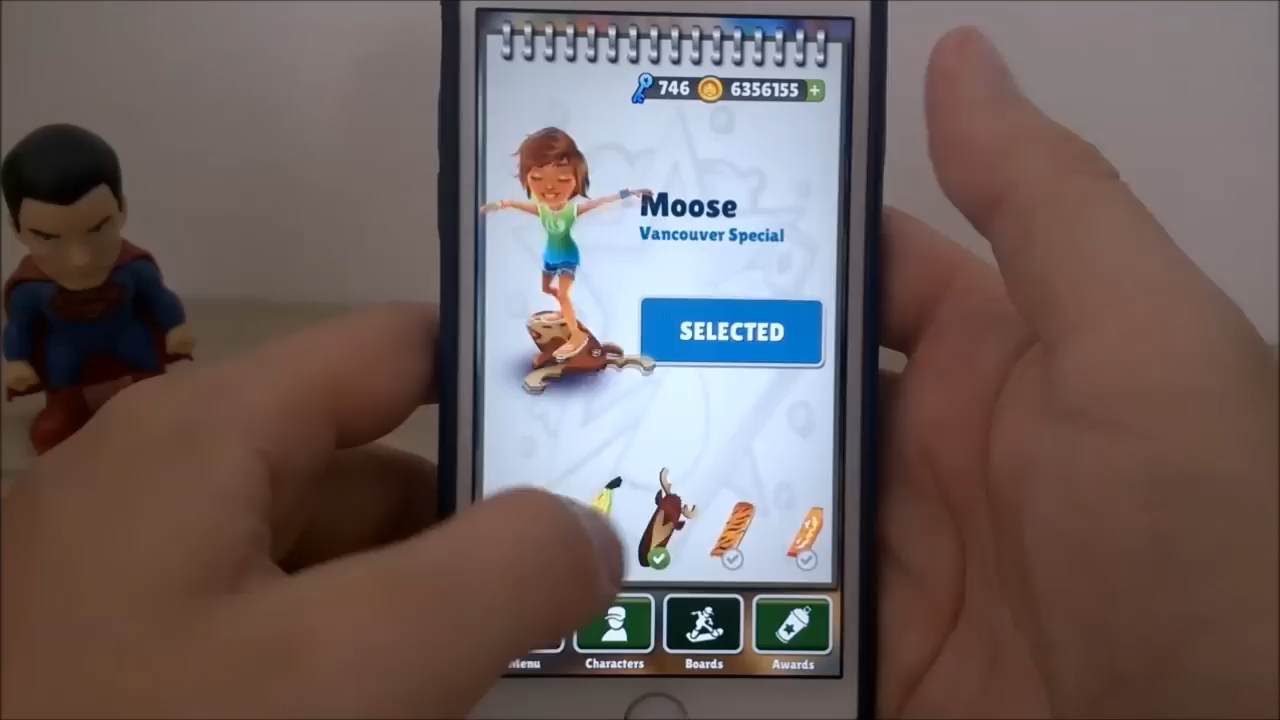 746 6356155 +
Moose
Vancouver Special
SELECTED
Menu Characters Boards Awards